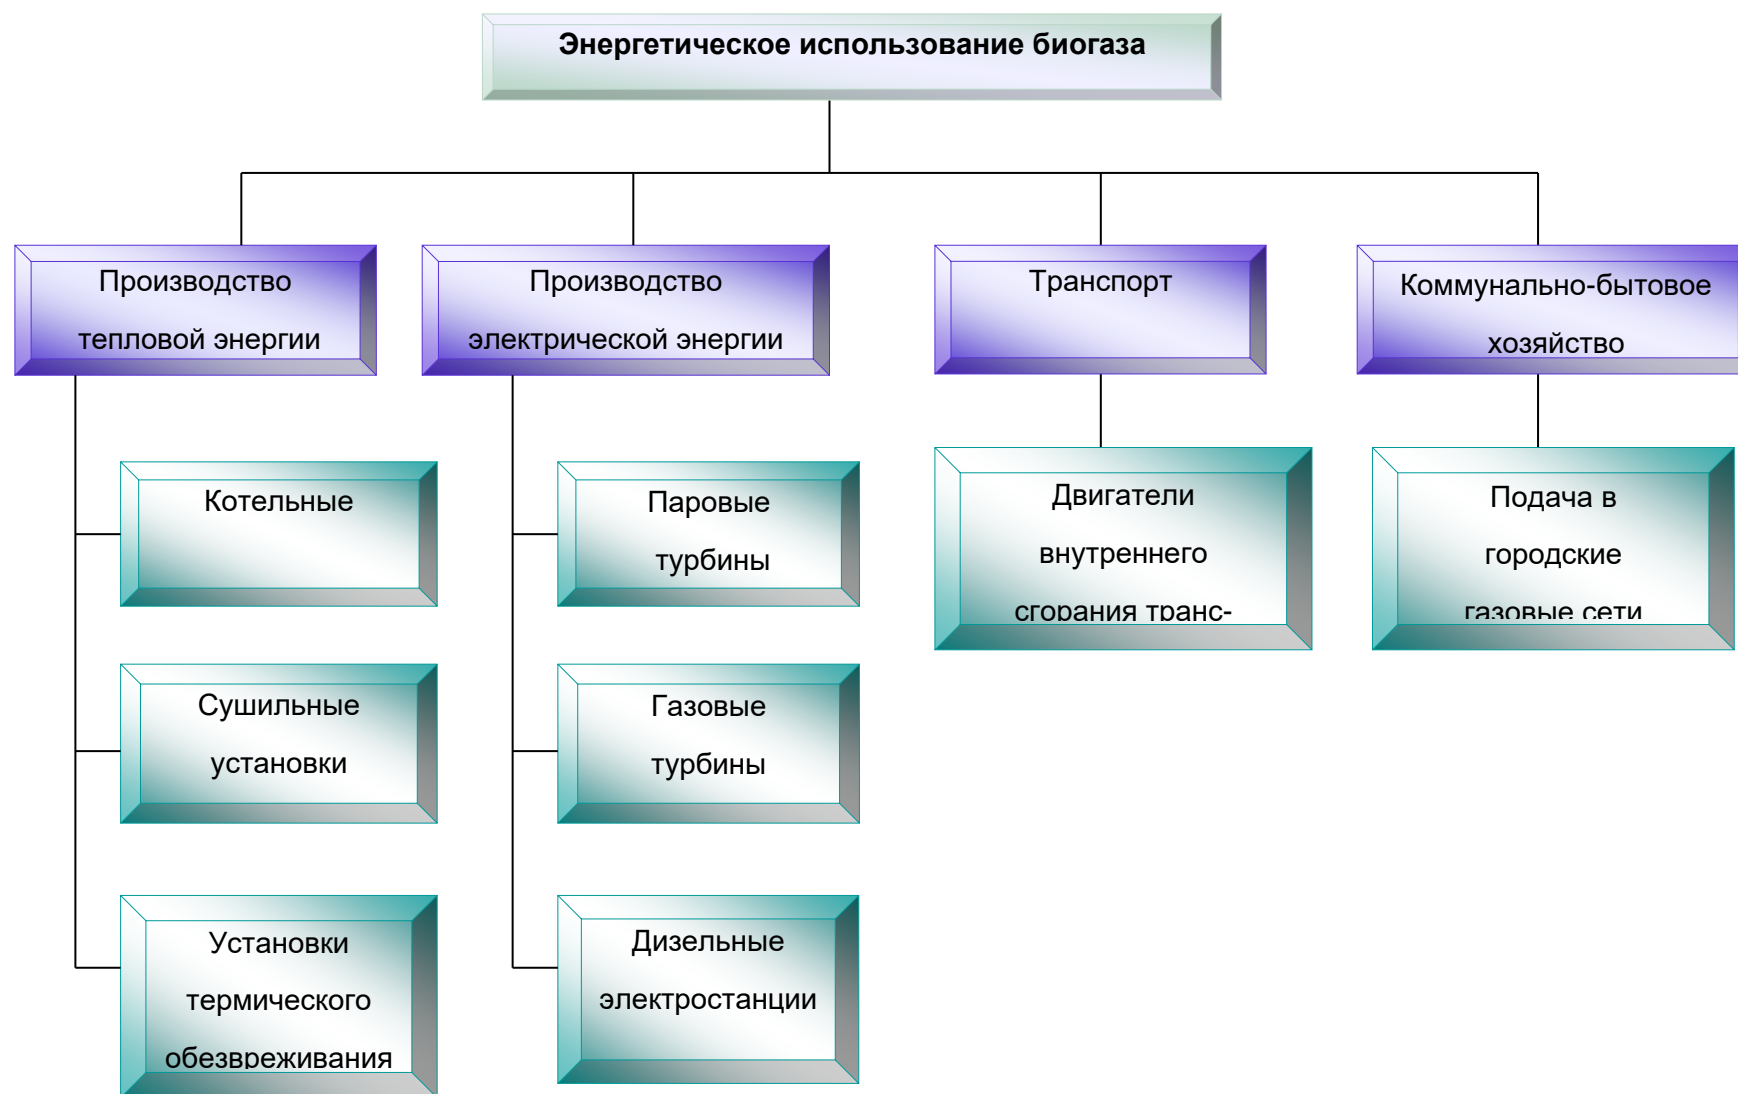 Энергетическое использование биогаза
Производство
тепловой энергии
Производство
электрической энергии
Транспорт
Коммунально-бытовое
хозяйство
Котельные
Сушильные
установки
Установки
термического
обезвреживания
Паровые
турбины
Газовые
турбины
Дизельные
электростанции
Двигатели
внутреннего
сгорания транс-
Подача в
городские
газовые сети